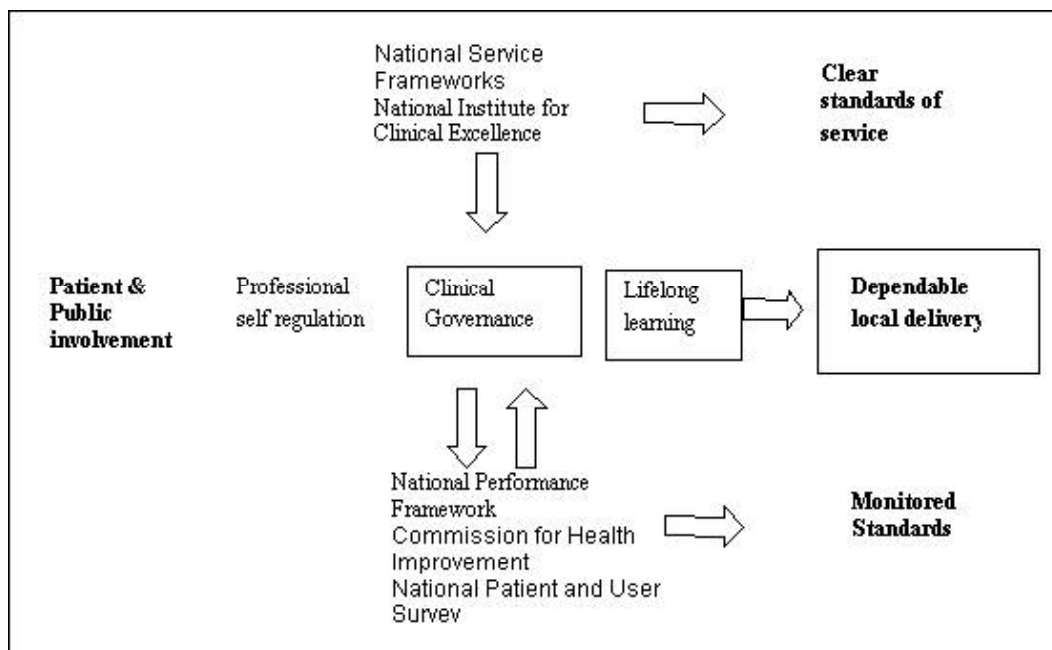 National Service
Frameworks
National Institute for
Clinical Excellence
Clear
standards of
service
Patient &
Public
involvement
Professional
self regulation
Clinical
Governance
Lifelong
learning
Dependable
local delivery
National Performance
Framework
Commission for Health
Improvement
National Patient and User
Survey
Monitored
Standards